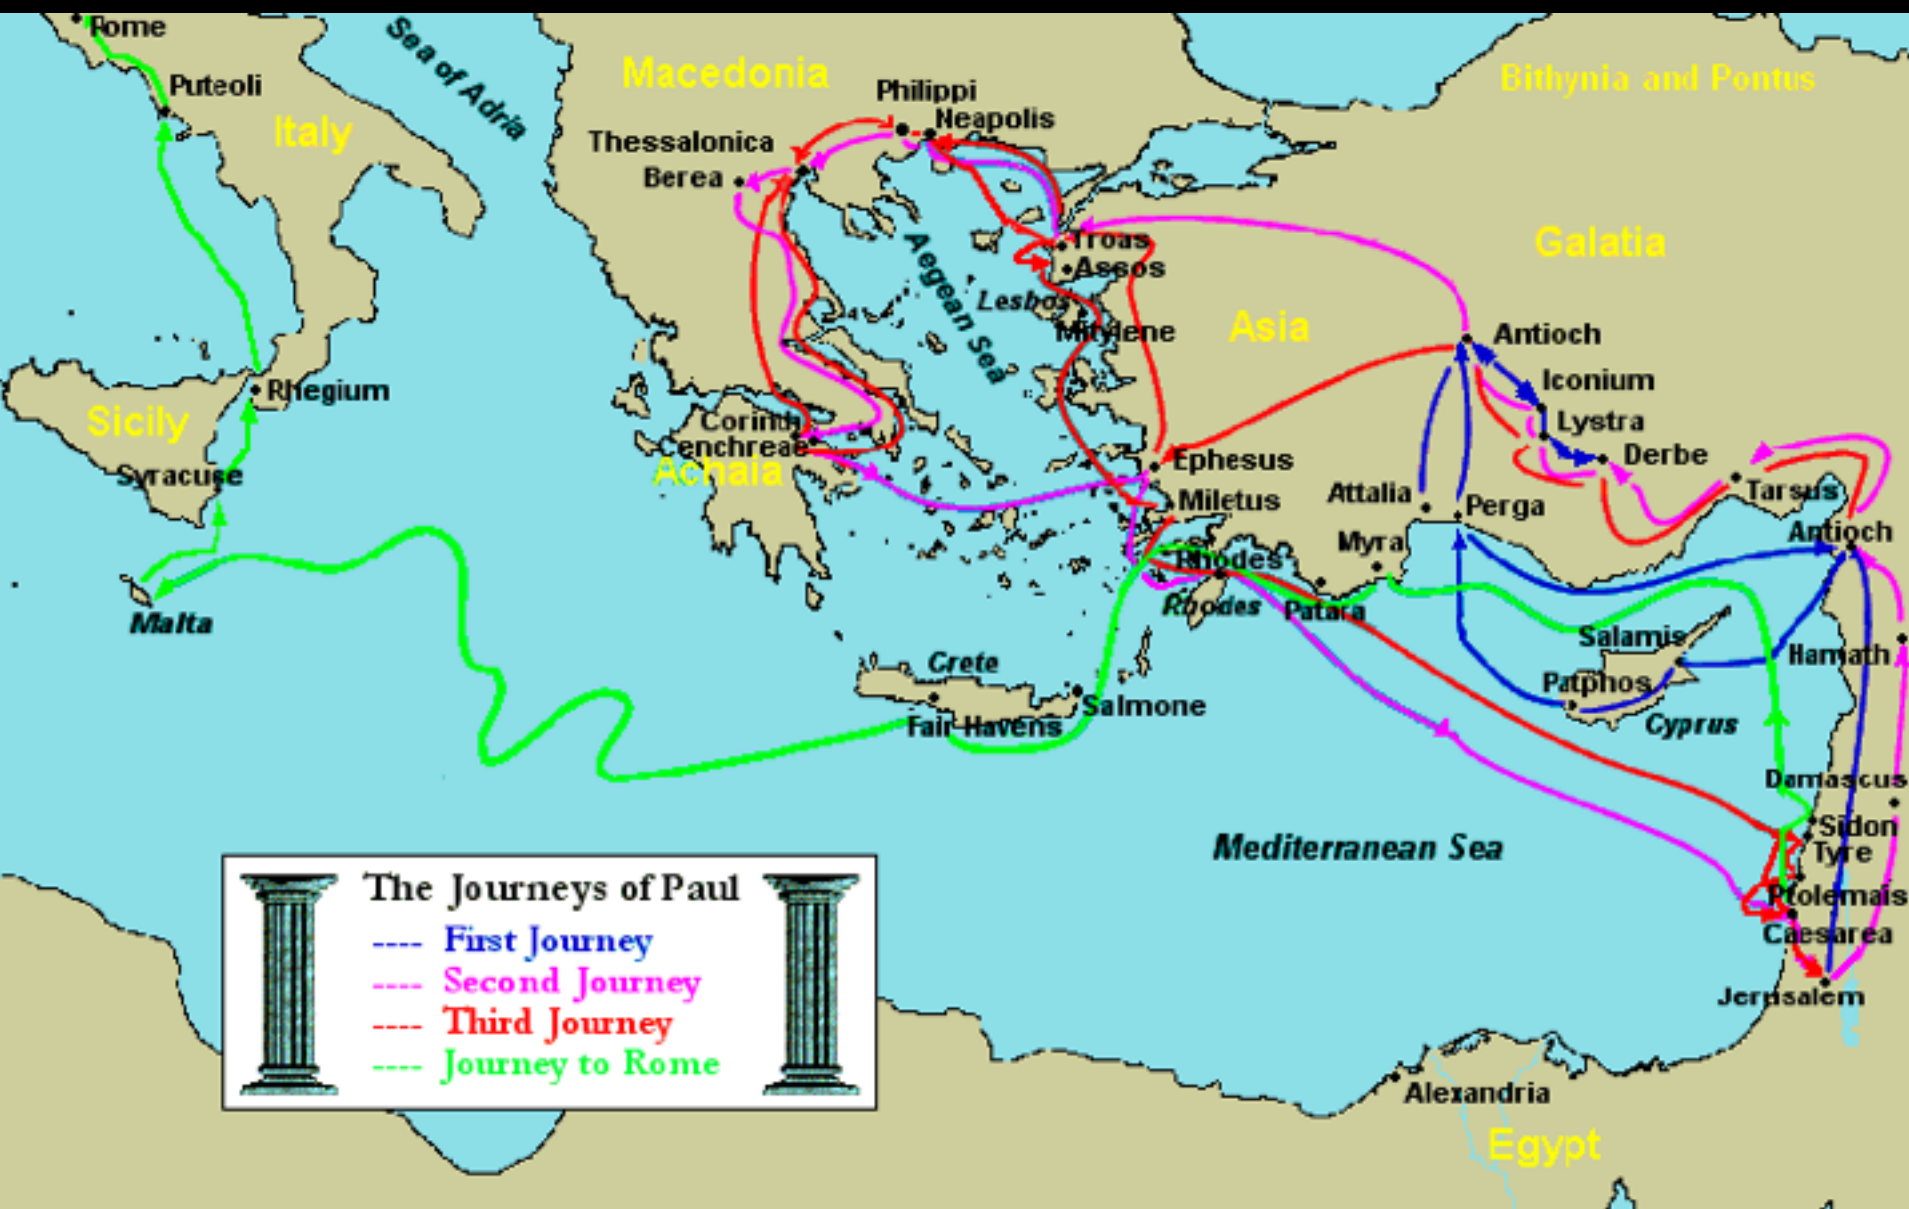 Rome
Sea of Adria
Puteoli
Italy
Macedonia
Philippi
Neapolis
Bithynia and Pontus
Thessalonica
Berea
Troas
Assos
Galatia
Aegean Sea
Lesbos
Mitylene
Asia
Antioch
Iconium
Lystra
Derbe
Rhegium
Sicily
Syracuse
Corinth
Cenchreae
Achaia
Ephesus
Miletus
Attalia
Perga
Tarsus
Antioch
Myra
Rhodes
Rhodes
Patara
Malta
Salamis
Hamath
Patphos
Cyprus
Crete
Salmone
Fair Havens
Damascus
Sidon
Tyre
Mediterranean Sea
Ptolemais
Caesarea
Jerusalem
The Journeys of Paul
---- First Journey
---- Second Journey
---- Third Journey
---- Journey to Rome
Alexandria
Egypt